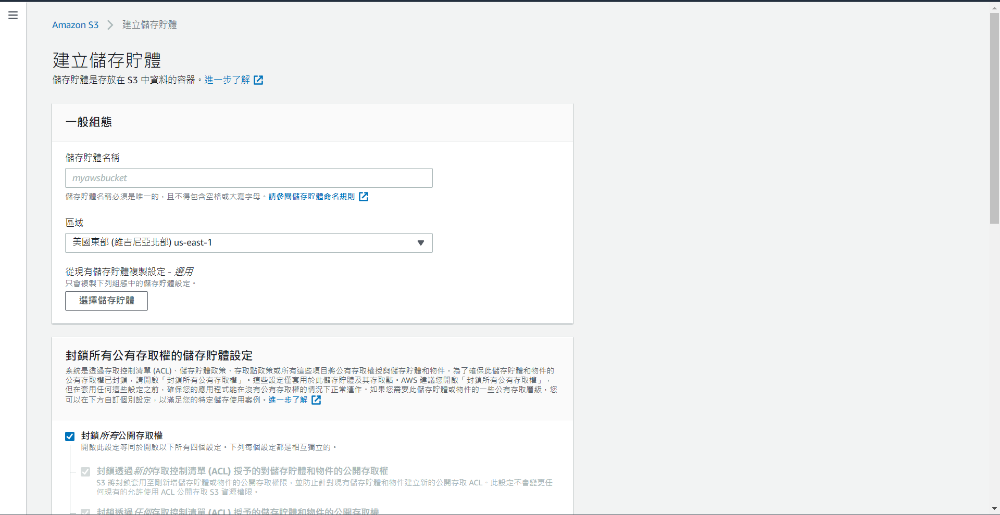 Amazon S3 > 建立儲存貯體
建立儲存貯體
儲存貯體是存放在 S3 中資料的容器。進一步了解
一般組態
儲存貯體名稱
myawsbucket
儲存貯體名稱必須是唯一的，且不得包含空格或大寫字母。請參閱儲存貯體命名規則
區域
美國東部 (維吉尼亞北部) us-east-1
從現有儲存貯體複製設定 - 選用
只會複製下列組態中的儲存貯體設定。
選擇儲存貯體
封鎖所有公有存取權的儲存貯體設定
系統是透過存取控制清單 (ACL)、儲存貯體政策、存取點政策或所有這些項目將公有存取權授與儲存貯體和物件。為了確保此儲存貯體和物件的
公有存取權已封鎖，請開啟「封鎖所有公有存取權」。這些設定僅套用於此儲存貯體及其存取點。AWS 建議您開啟「封鎖所有公有存取權」，
但在套用任何這些設定之前，確保您的應用程式能在沒有公有存取權的情況下正常運作。如果您需要此儲存貯體或物件的一些公有存取層級，您
可以在下方自訂個別設定，以滿足您的特定儲存使用案例。進一步了解
封鎖所有公開存取權
開啟此設定等同於開啟以下所有四個設定。下列每個設定都是相互獨立的。
封鎖透過新的存取控制清單 (ACL) 授予的對儲存貯體和物件的公開存取權
S3 將封鎖套用至剛新增儲存貯體或物件的公開存取權限，並防止針對現有儲存貯體和物件建立新的公開存取 ACL。此設定不會變更任
何現有的允許使用 ACL 公開存取 S3 資源權限。
封鎖透過任何存取控制清單 (ACL) 授予的儲存貯體和物件的公開存取權